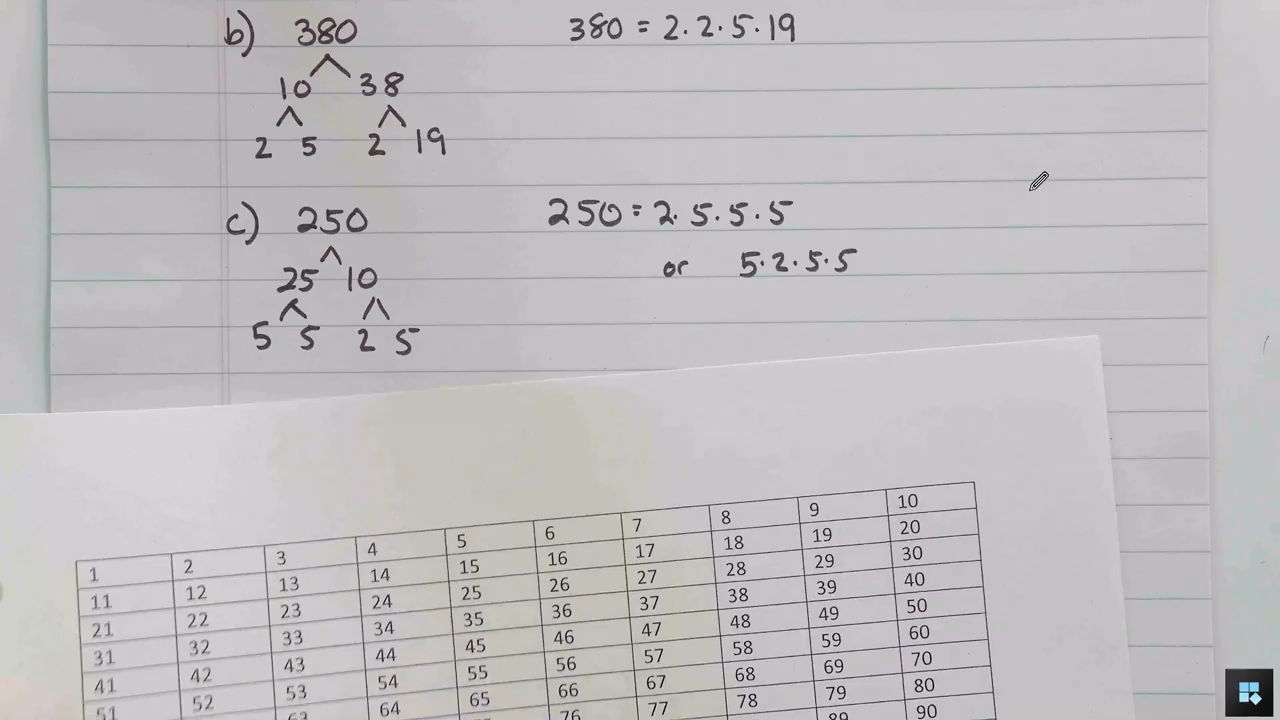 b) 380 380 = 2.2.5.19
10 38
2 5 2 19
c) 250 250 = 2.5.5.5
25 10 or 5.2.5.5
5 5 2 5
1 2 3 4 5 6 7 8 9 10
11 12 13 14 15 16 17 18 19 20
21 22 23 24 25 26 27 28 29 30
31 32 33 34 35 36 37 38 39 40
41 42 43 44 45 46 47 48 49 50
51 52 53 54 55 56 57 58 59 60
63 64 65 66 67 68 69 70
76 77 78 79 80
89 90